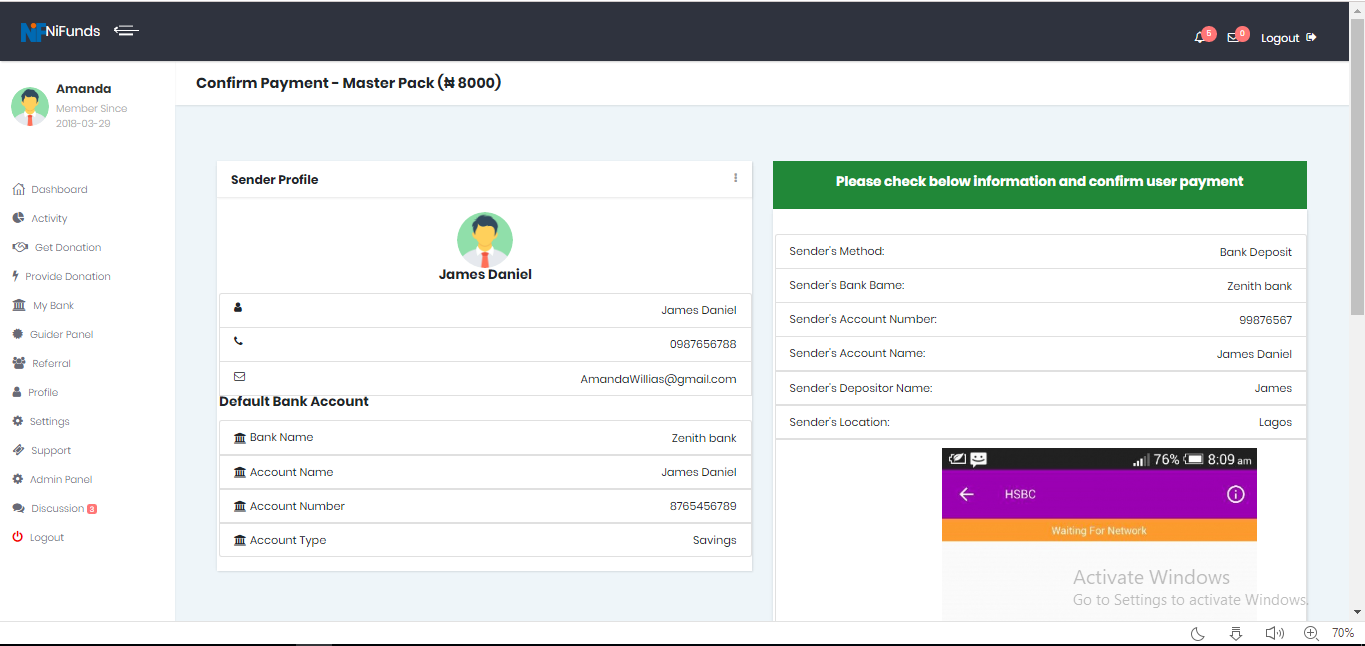 NiFunds
5
0
Logout
Amanda
Member Since
2018-03-29
Dashboard
Activity
Get Donation
Provide Donation
My Bank
Guider Panel
Referral
Profile
Settings
Support
Admin Panel
Discussion 3
Logout
Confirm Payment - Master Pack (₦ 8000)
Sender Profile
James Daniel
James Daniel
0987656788
AmandaWillias@gmail.com
Default Bank Account
Bank Name Zenith bank
Account Name James Daniel
Account Number 8765456789
Account Type Savings
Please check below information and confirm user payment
Sender's Method: Bank Deposit
Sender's Bank Bame: Zenith bank
Sender's Account Number: 99876567
Sender's Account Name: James Daniel
Sender's Depositor Name: James
Sender's Location: Lagos
76% 8:09 am
HSBC
Waiting For Network
Activate Windows
Go to Settings to activate Windows.
70%